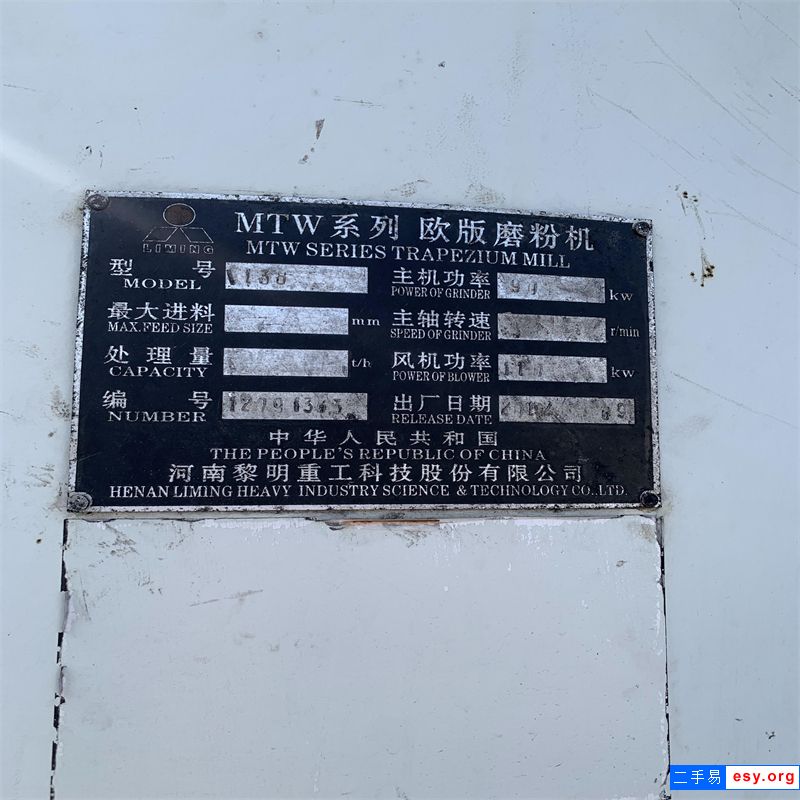 LIMING
MTW系列 欧版磨粉机
MTW SERIES TRAPEZIUM MILL
型 号
MODEL
138
主机功率
POWER OF GRINDER
90
kw
最大进料
MAX.FEED SIZE
mm
主轴转速
SPEED OF GRINDER
r/min
处理量
CAPACITY
t/h
风机功率
POWER OF BLOWER
110
kw
编 号
NUMBER
出厂日期
RELEASE DATE
中华人民共和国
THE PEOPLE'S REPUBLIC OF CHINA
河南黎明重工科技股份有限公司
HENAN LIMING HEAVY INDUSTRY SCIENCE & TECHNOLOGY CO.,LTD.
二手易 esy.org